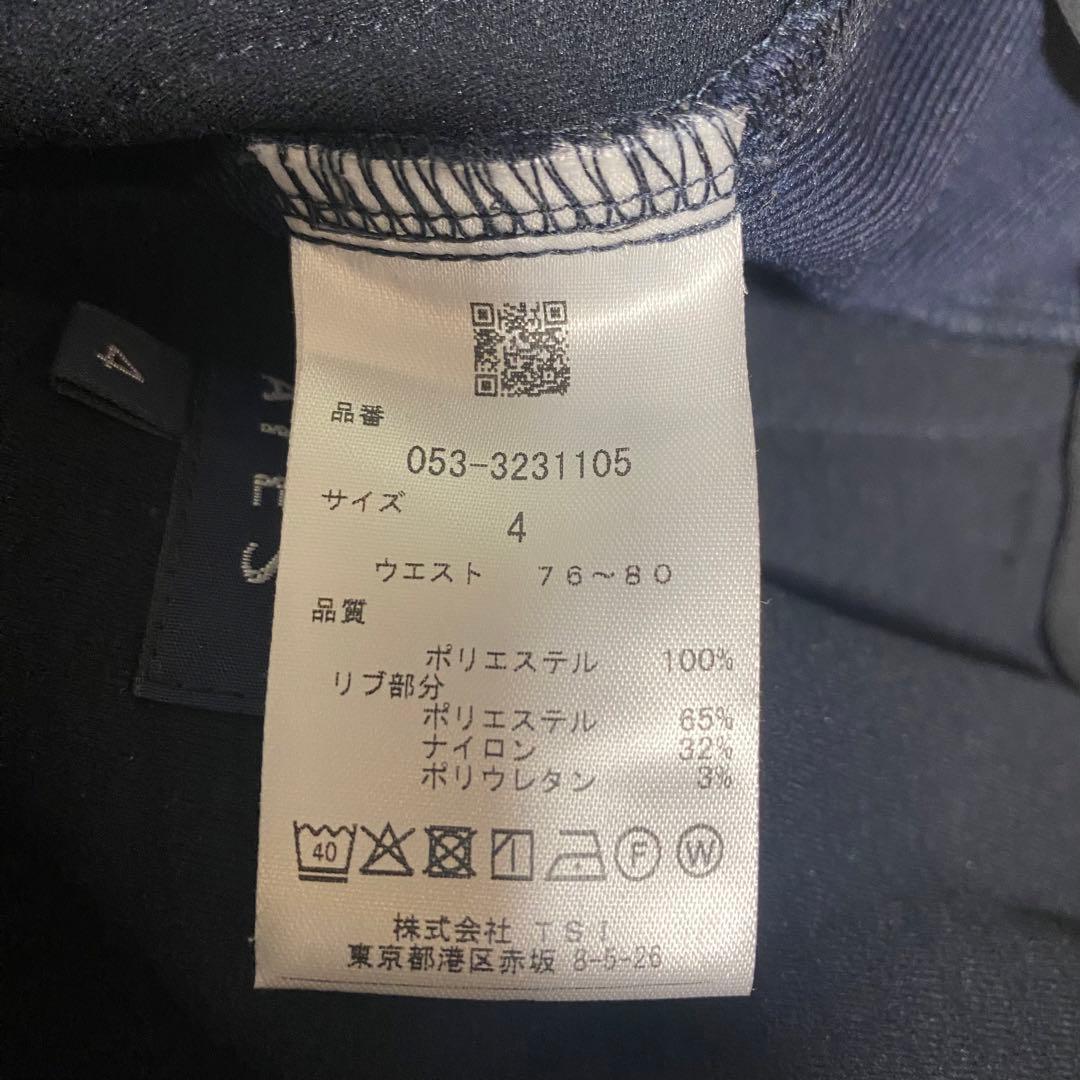 品番
053-3231105
サイズ
4
ウエスト 76～80
品質
ポリエステル 100%
リブ部分
ポリエステル 65%
ナイロン 32%
ポリウレタン 3%
40
F
W
株式会社 TSI
東京都港区赤坂 8-5-26
4